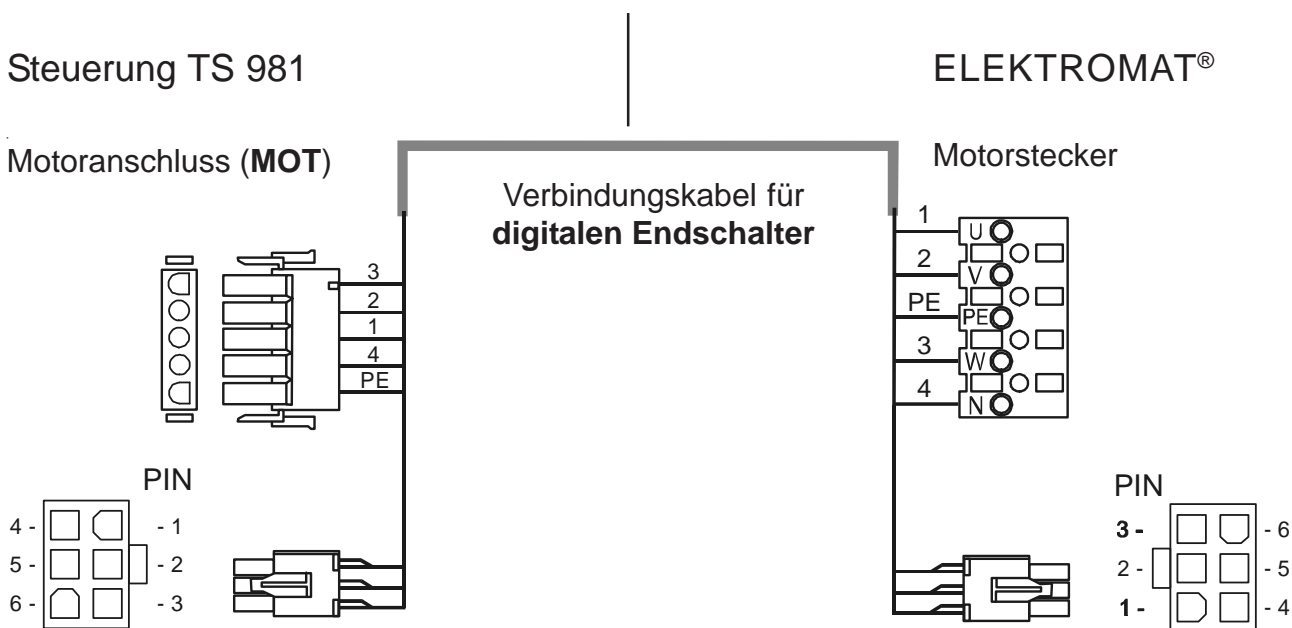 Steuerung TS 981
ELEKTROMAT®
Motoranschluss (MOT)
Motorstecker
Verbindungskabel für
digitalen Endschalter
3
2
1
4
PE
1
U
2
V
PE
PE
3
W
4
N
PIN
4 - - 1
5 - - 2
6 - - 3
PIN
3 - - 6
2 - - 5
1 - - 4